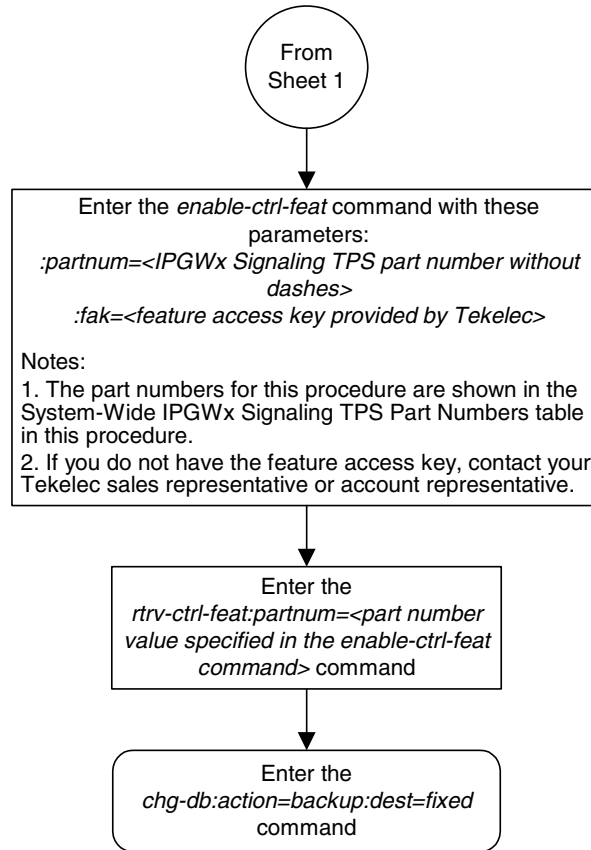 From
Sheet 1
Enter the enable-ctrl-feat command with these
parameters:
:partnum=<IPGWx Signaling TPS part number without
dashes>
:fak=<feature access key provided by Tekelec>
Notes:
1. The part numbers for this procedure are shown in the
System-Wide IPGWx Signaling TPS Part Numbers table
in this procedure.
2. If you do not have the feature access key, contact your
Tekelec sales representative or account representative.
Enter the
rtrv-ctrl-feat:partnum=<part number
value specified in the enable-ctrl-feat
command> command
Enter the
chg-db:action=backup:dest=fixed
command